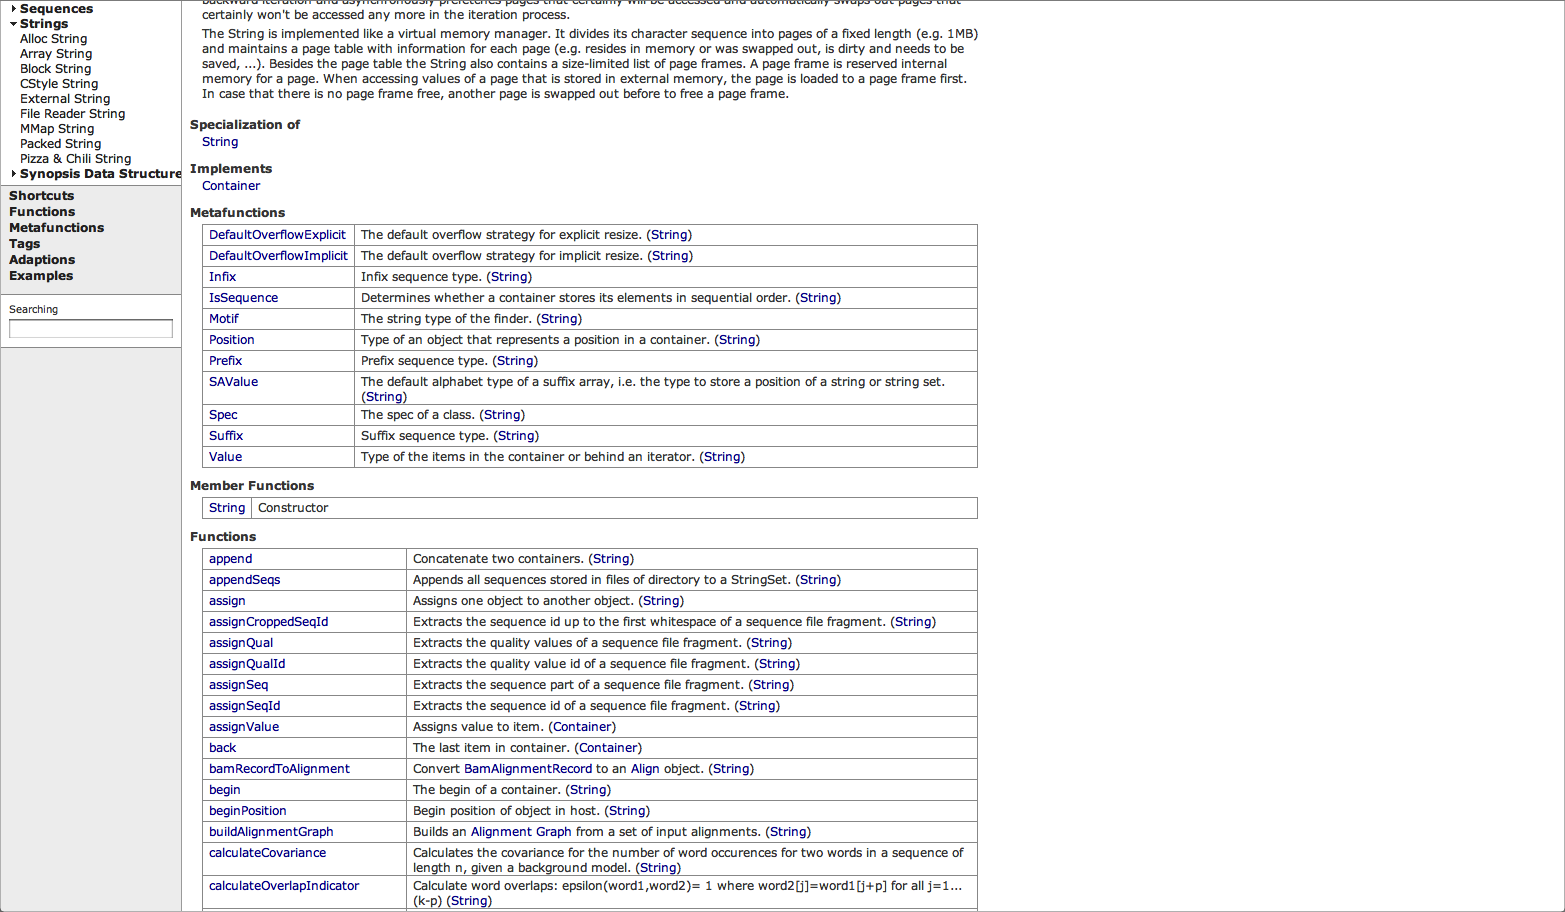 Sequences
Strings
Alloc String
Array String
Block String
CStyle String
External String
File Reader String
MMap String
Packed String
Pizza & Chili String
Synopsis Data Structure
Shortcuts
Functions
Metafunctions
Tags
Adaptions
Examples
Searching
backward iteration and asynchronously prefetches pages that certainly will be accessed and automatically swaps out pages that
certainly won't be accessed any more in the iteration process.
The String is implemented like a virtual memory manager. It divides its character sequence into pages of a fixed length (e.g. 1MB)
and maintains a page table with information for each page (e.g. resides in memory or was swapped out, is dirty and needs to be
saved, ...). Besides the page table the String also contains a size-limited list of page frames. A page frame is reserved internal
memory for a page. When accessing values of a page that is stored in external memory, the page is loaded to a page frame first.
In case that there is no page frame free, another page is swapped out before to free a page frame.
Specialization of
String
Implements
Container
Metafunctions
DefaultOverflowExplicit The default overflow strategy for explicit resize. (String)
DefaultOverflowImplicit The default overflow strategy for implicit resize. (String)
Infix Infix sequence type. (String)
IsSequence Determines whether a container stores its elements in sequential order. (String)
Motif The string type of the finder. (String)
Position Type of an object that represents a position in a container. (String)
Prefix Prefix sequence type. (String)
SAValue The default alphabet type of a suffix array, i.e. the type to store a position of a string or string set.
(String)
Spec The spec of a class. (String)
Suffix Suffix sequence type. (String)
Value Type of the items in the container or behind an iterator. (String)
Member Functions
String Constructor
Functions
append Concatenate two containers. (String)
appendSeqs Appends all sequences stored in files of directory to a StringSet. (String)
assign Assigns one object to another object. (String)
assignCroppedSeqId Extracts the sequence id up to the first whitespace of a sequence file fragment. (String)
assignQual Extracts the quality values of a sequence file fragment. (String)
assignQualId Extracts the quality value id of a sequence file fragment. (String)
assignSeq Extracts the sequence part of a sequence file fragment. (String)
assignSeqId Extracts the sequence id of a sequence file fragment. (String)
assignValue Assigns value to item. (Container)
back The last item in container. (Container)
bamRecordToAlignment Convert BamAlignmentRecord to an Align object. (String)
begin The begin of a container. (String)
beginPosition Begin position of object in host. (String)
buildAlignmentGraph Builds an Alignment Graph from a set of input alignments. (String)
calculateCovariance Calculates the covariance for the number of word occurences for two words in a sequence of
length n, given a background model. (String)
calculateOverlapIndicator Calculate word overlaps: epsilon(word1,word2)= 1 where word2[j]=word1[j+p] for all j=1...
(k-p) (String)